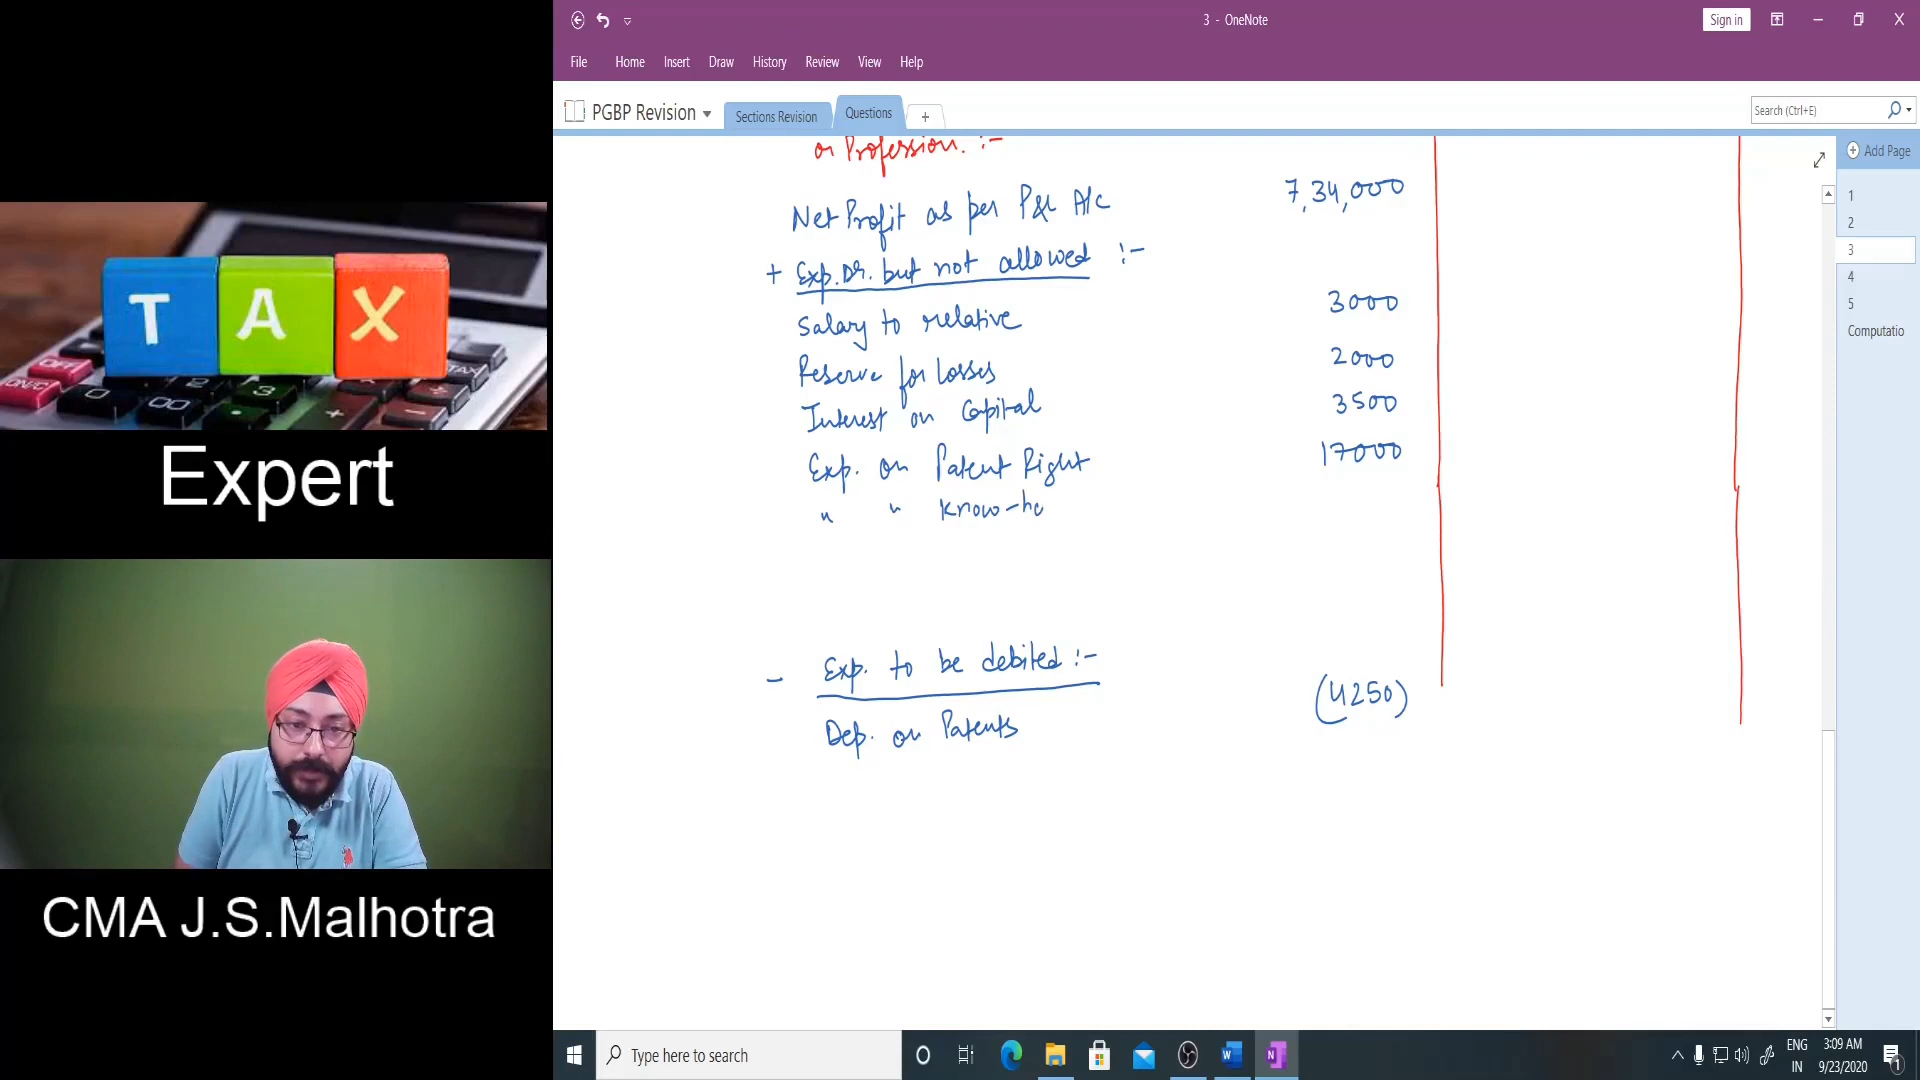 3 - OneNote
Sign in
File Home Insert Draw History Review View Help
PGBP Revision
Sections Revision
Questions
+
Search (Ctrl+E)
Add Page
1
2
3
4
5
Computatio
or Profession. :-
Net Profit as per P&L A/c 7,34,000
+ Exp. Dr. but not allowed :-
Salary to relative 3000
Reserve for losses 2000
Interest on Capital 3500
Exp. on Patent Right 17000
" " Know-ho
- Exp. to be debited :-
Dep. on Patents (4250)
TAX
Expert
CMA J.S.Malhotra
Type here to search
ENG
IN
3:09 AM
9/23/2020
1